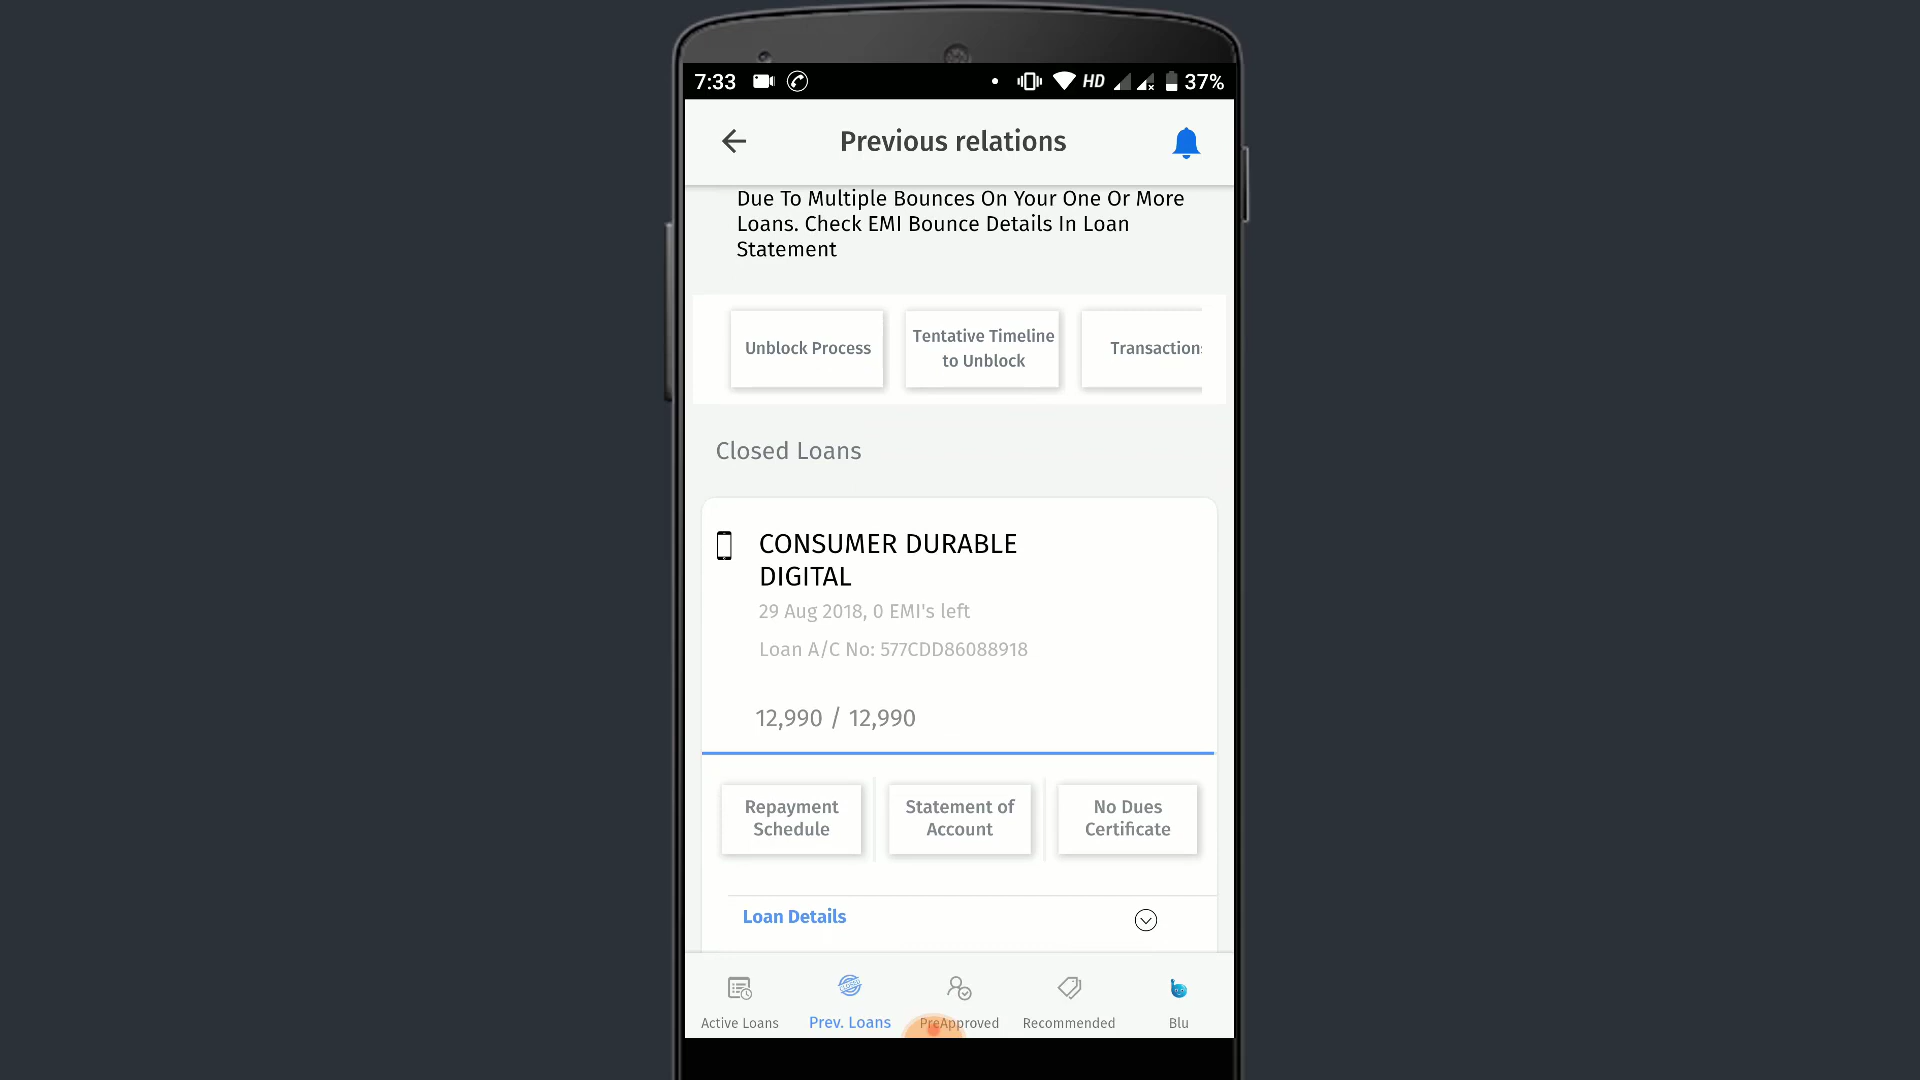 7:33 HD 37%
Previous relations
Due To Multiple Bounces On Your One Or More
Loans. Check EMI Bounce Details In Loan
Statement
Unblock Process
Tentative Timeline
to Unblock
Transactions
Closed Loans
CONSUMER DURABLE
DIGITAL
29 Aug 2018, 0 EMI's left
Loan A/C No: 577CDD86088918
12,990 / 12,990
Repayment
Schedule
Statement of
Account
No Dues
Certificate
Loan Details
Active Loans
Prev. Loans
PreApproved
Recommended
Blu